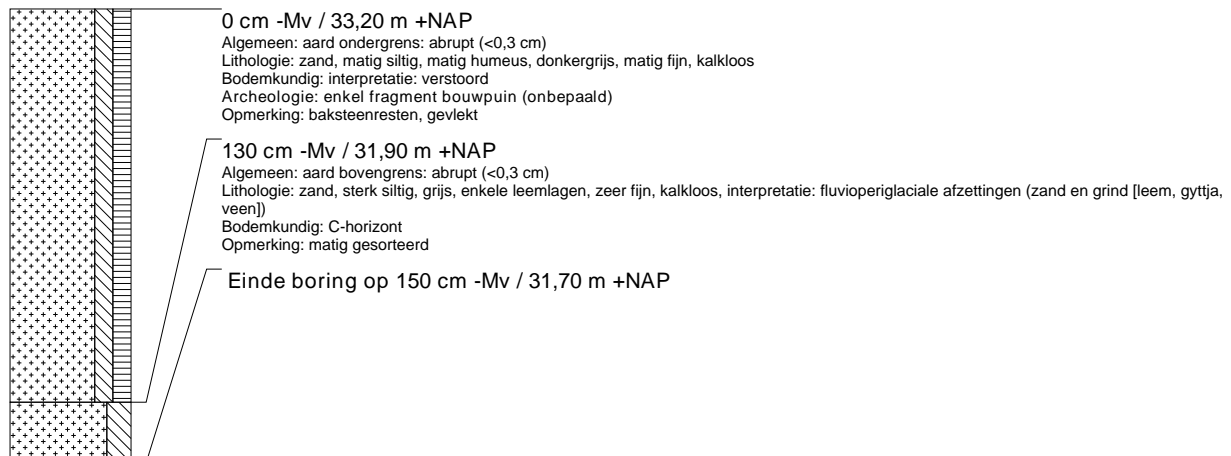 0 cm -Mv / 33,20 m +NAP
Algemeen: aard ondergrens: abrupt (<0,3 cm)
Lithologie: zand, matig siltig, matig humeus, donkergrijs, matig fijn, kalkloos
Bodemkundig: interpretatie: verstoord
Archeologie: enkel fragment bouwpuin (onbepaald)
Opmerking: baksteenresten, gevlekt
130 cm -Mv / 31,90 m +NAP
Algemeen: aard bovengrens: abrupt (<0,3 cm)
Lithologie: zand, sterk siltig, grijs, enkele leemlagen, zeer fijn, kalkloos, interpretatie: fluvioperiglaciale afzettingen (zand en grind [leem, gyttja,
veen])
Bodemkundig: C-horizont
Opmerking: matig gesorteerd
Einde boring op 150 cm -Mv / 31,70 m +NAP